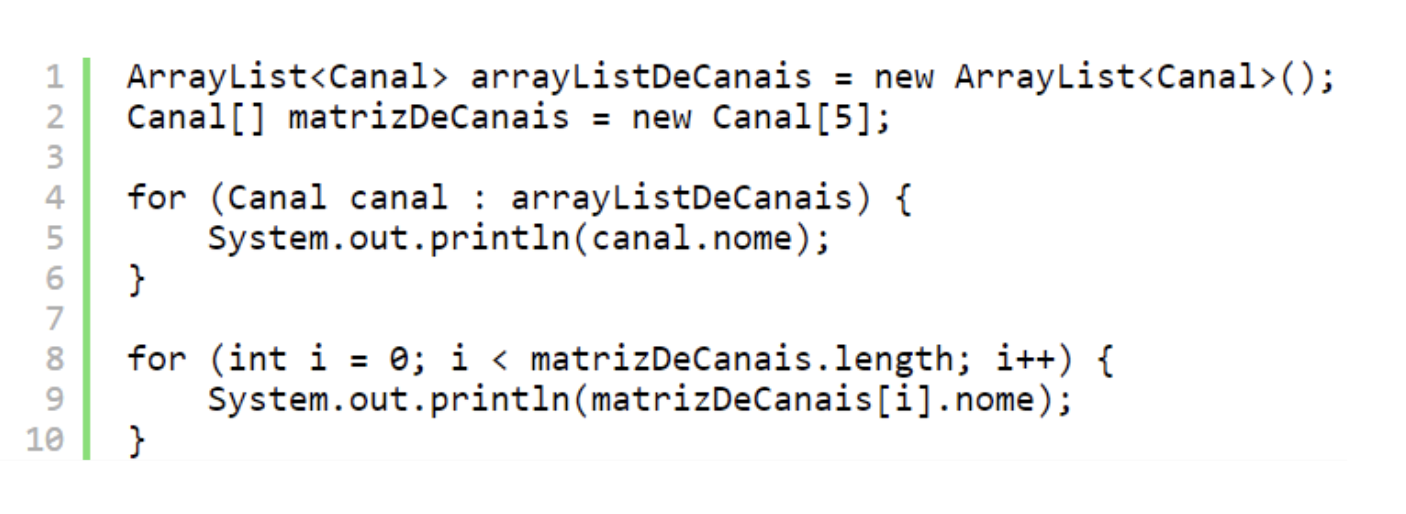 1 ArrayList<Canal> arrayListDeCanais = new ArrayList<Canal>();
2 Canal[] matrizDeCanais = new Canal[5];
3
4 for (Canal canal : arrayListDeCanais) {
5     System.out.println(canal.nome);
6 }
7
8 for (int i = 0; i < matrizDeCanais.length; i++) {
9     System.out.println(matrizDeCanais[i].nome);
10 }